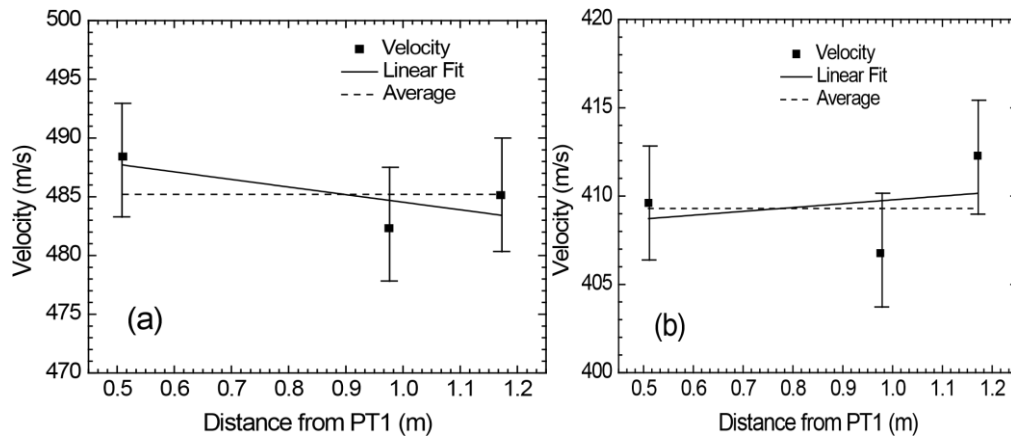 500
495
490
485
480
475
470
Velocity (m/s)
Velocity
Linear Fit
Average
(a)
0.5 0.6 0.7 0.8 0.9 1.0 1.1 1.2
Distance from PT1 (m)
420
415
410
405
400
Velocity (m/s)
Velocity
Linear Fit
Average
(b)
0.5 0.6 0.7 0.8 0.9 1.0 1.1 1.2
Distance from PT1 (m)